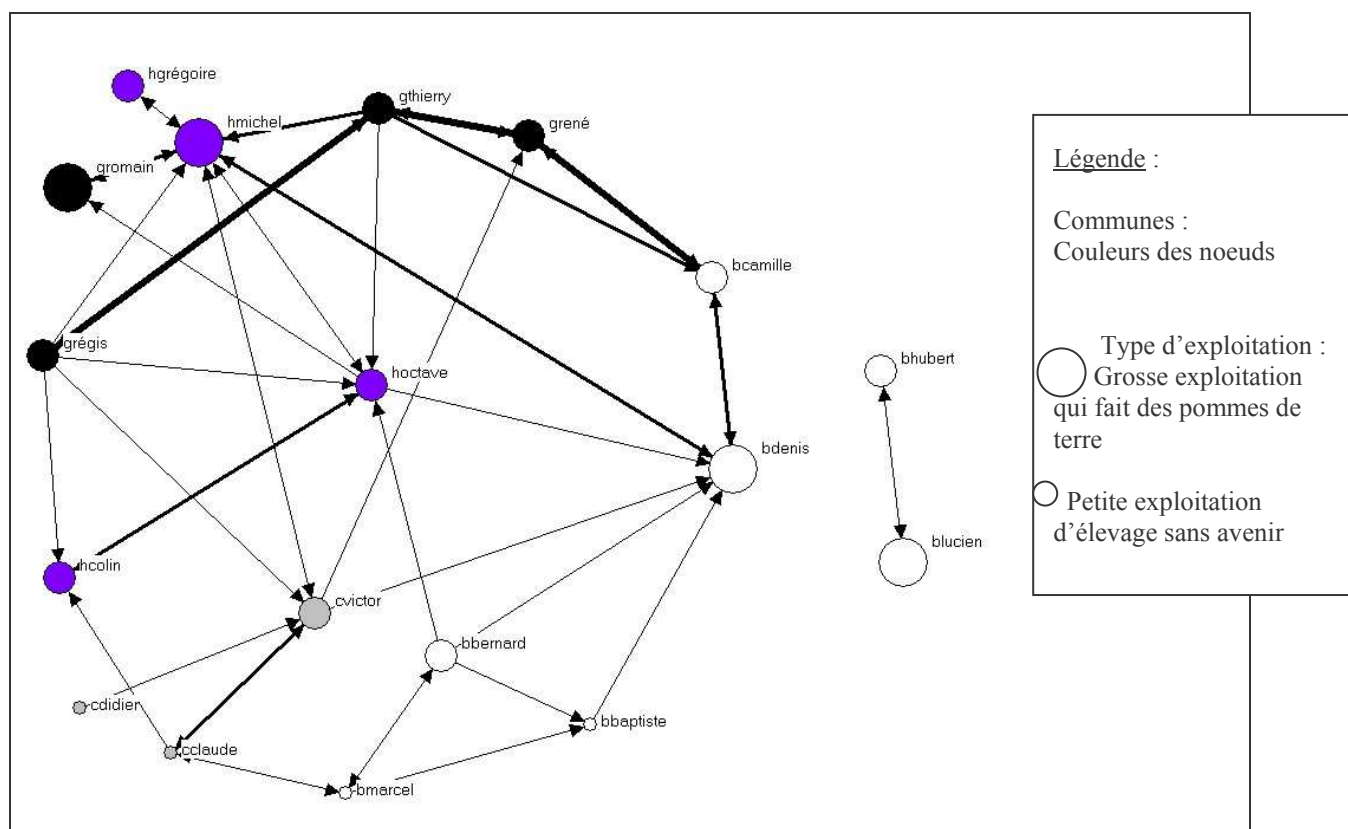 hgrégoire
gthierry
hmichel
grené
gromain
bcamille
grégis
hoctave
bhubert
bdenis
blucien
hcolin
cvictor
bbernard
cdidier
bbaptiste
cclaude
bmarcel
Légende :
Communes :
Couleurs des noeuds
Type d’exploitation :
Grosse exploitation
qui fait des pommes de
terre
Petite exploitation
d’élevage sans avenir